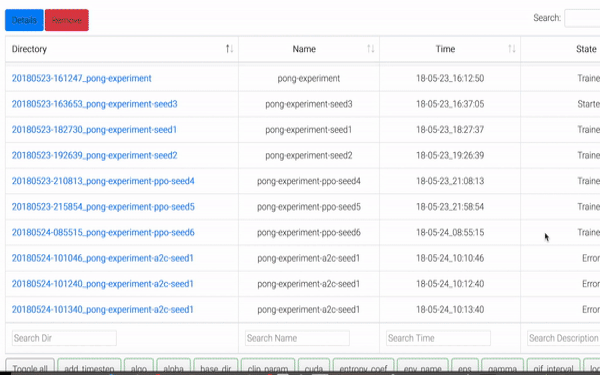 Details Remove Search:
Directory Name Time State
20180523-161247_pong-experiment pong-experiment 18-05-23_16:12:50 Traine
20180523-163653_pong-experiment-seed3 pong-experiment-seed3 18-05-23_16:37:05 Starte
20180523-182730_pong-experiment-seed1 pong-experiment-seed1 18-05-23_18:27:37 Traine
20180523-192639_pong-experiment-seed2 pong-experiment-seed2 18-05-23_19:26:39 Traine
20180523-210813_pong-experiment-ppo-seed4 pong-experiment-ppo-seed4 18-05-23_21:08:13 Traine
20180523-215854_pong-experiment-ppo-seed5 pong-experiment-ppo-seed5 18-05-23_21:58:54 Traine
20180524-085515_pong-experiment-ppo-seed6 pong-experiment-ppo-seed6 18-05-24_08:55:15 Traine
20180524-101046_pong-experiment-a2c-seed1 pong-experiment-a2c-seed1 18-05-24_10:10:46 Error
20180524-101240_pong-experiment-a2c-seed1 pong-experiment-a2c-seed1 18-05-24_10:12:40 Error
20180524-101340_pong-experiment-a2c-seed1 pong-experiment-a2c-seed1 18-05-24_10:13:40 Error
Search Dir Search Name Search Time Search Description
Toggle all add_timestep algo alpha base_dir clip_param cuda entropy_coef env_name eps gamma gif_interval